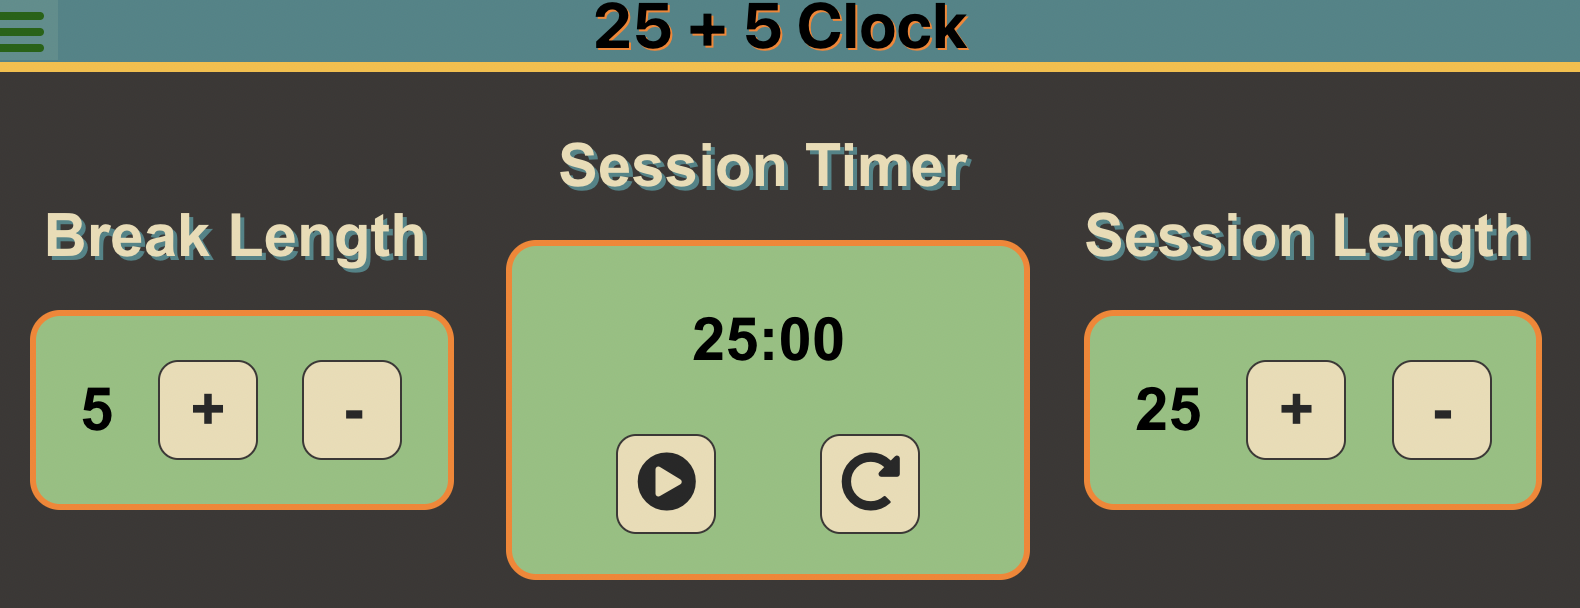 25 + 5 Clock
Session Timer
Break Length
Session Length
25:00
5 + -
25 + -